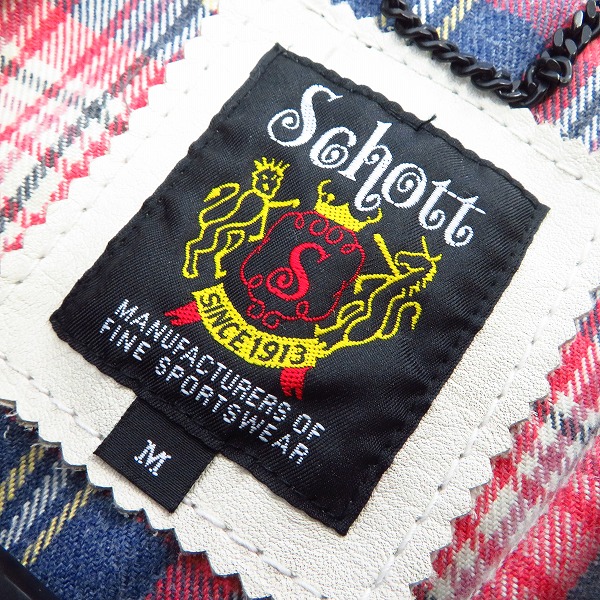 Schott
S
SINCE 1913
MANUFACTURERS OF
FINE SPORTSWEAR
M